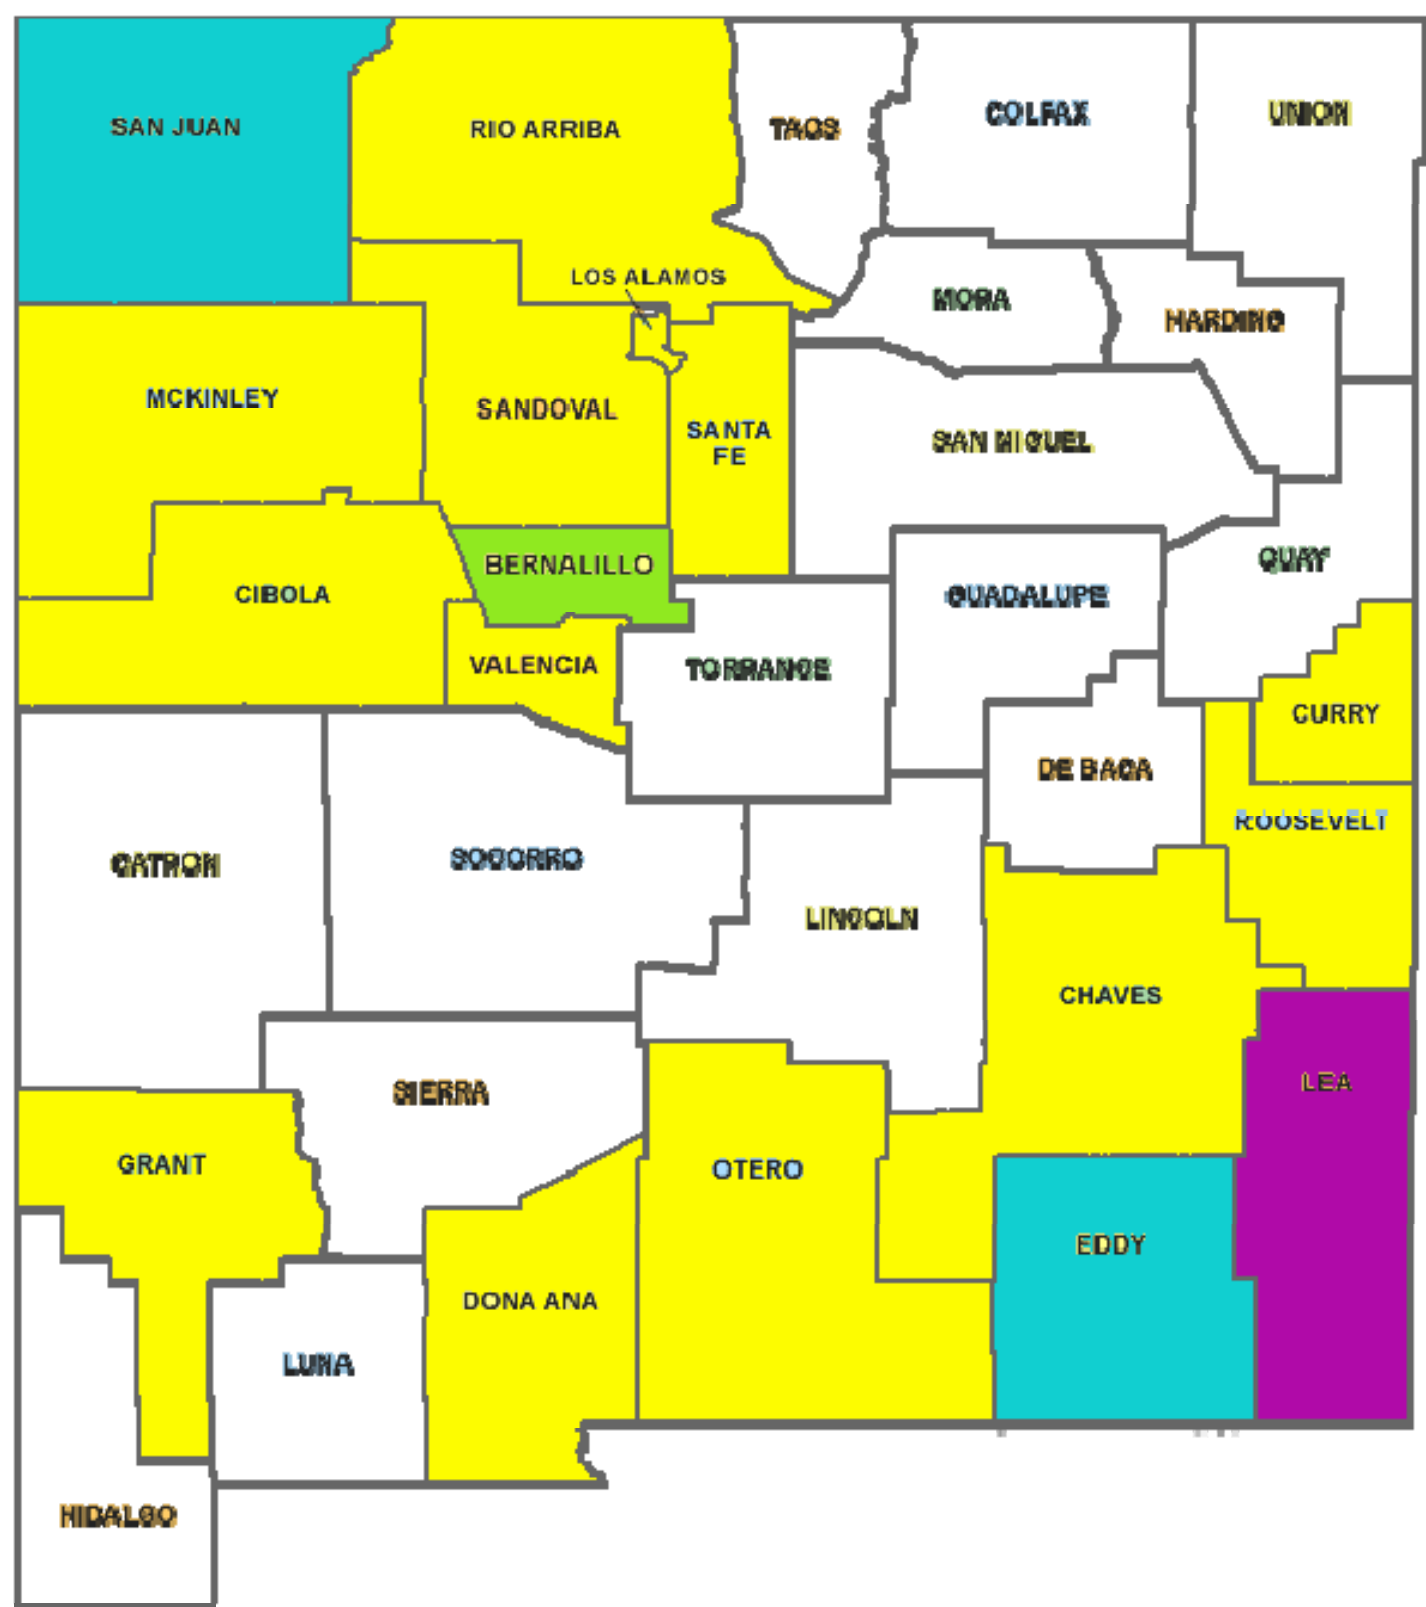 SAN JUAN
RIO ARRIBA
TAOS
COLFAX
UNION
LOS ALAMOS
MORA
HARDING
MCKINLEY
SANDOVAL
SANTA
FE
SAN MIGUEL
CIBOLA
BERNALILLO
GUADALUPE
QUAY
VALENCIA
TORRANCE
CURRY
DE BACA
ROOSEVELT
CATRON
SOCORRO
LINCOLN
CHAVES
SIERRA
LEA
GRANT
OTERO
EDDY
DONA ANA
LUNA
HIDALGO